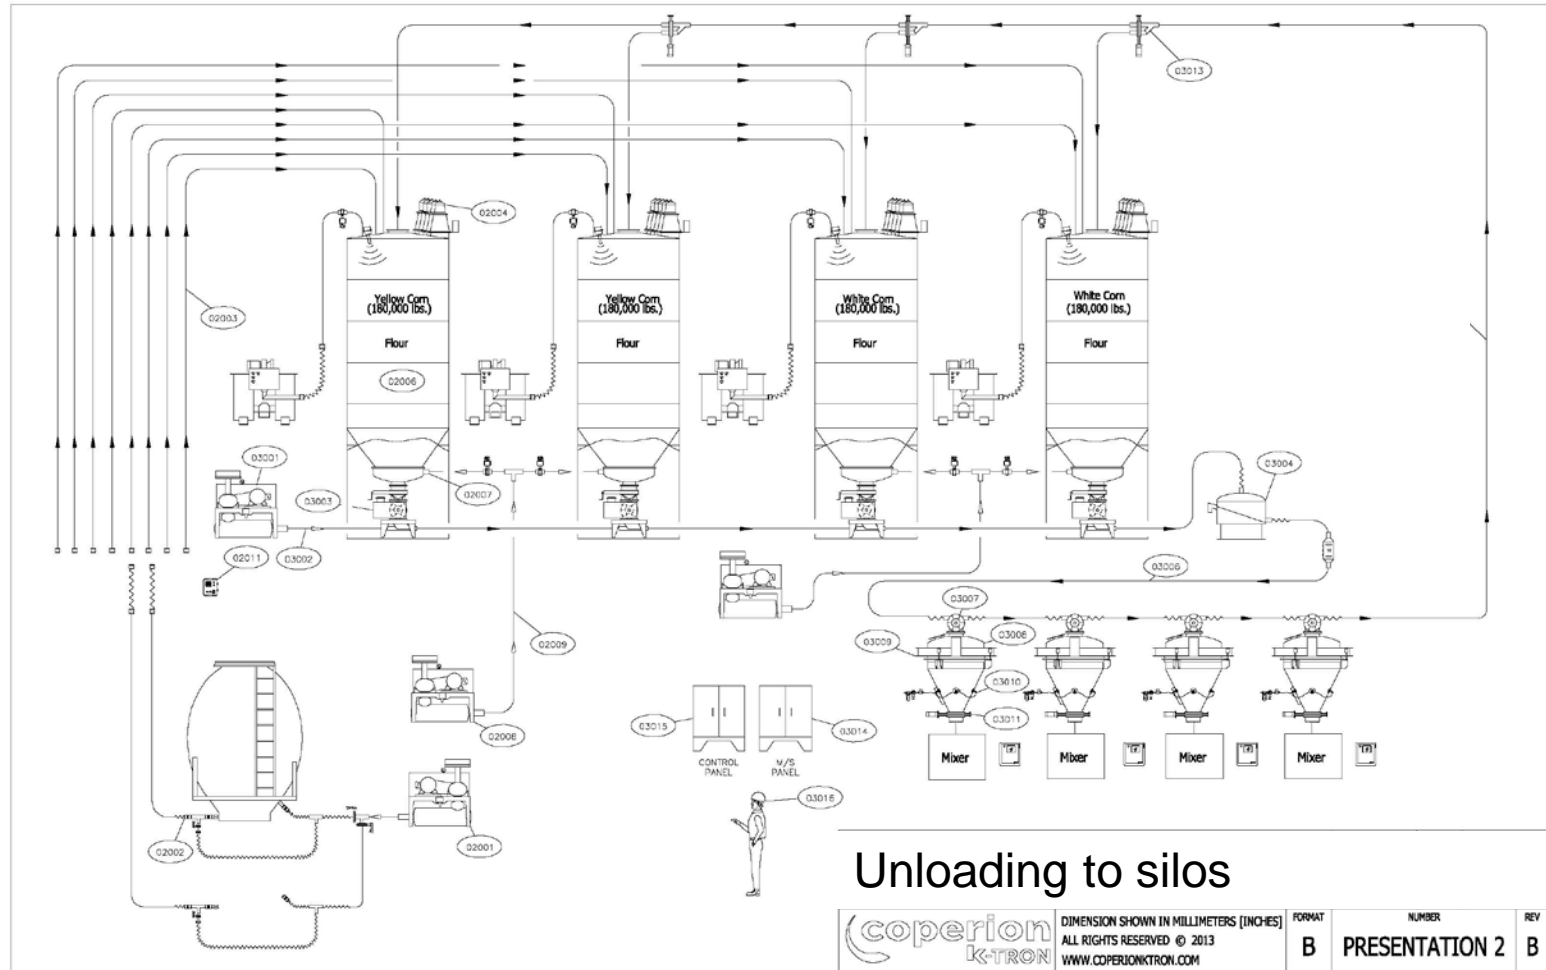 03013
02004
02003
Yellow Corn
(180,000 lbs.)
Flour
Yellow Corn
(180,000 lbs.)
Flour
White Corn
(180,000 lbs.)
Flour
White Corn
(180,000 lbs.)
Flour
02006
03001
03003
02007
03004
03002
02011
03006
03007
03009
03008
02009
03010
03011
02008
03015
03014
CONTROL
PANEL
M/S
PANEL
Mixer
Mixer
Mixer
Mixer
03016
02002
02001
Unloading to silos
coperion
K-TRON
DIMENSION SHOWN IN MILLIMETERS [INCHES]
ALL RIGHTS RESERVED © 2013
WWW.COPERIONKTRON.COM
FORMAT
B
NUMBER
PRESENTATION 2
REV
B